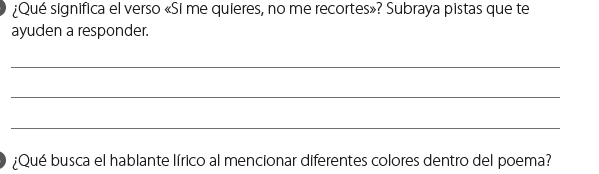 ¿Qué significa el verso «Si me quieres, no me recortes»? Subraya pistas que te
ayuden a responder.
¿Qué busca el hablante lírico al mencionar diferentes colores dentro del poema?